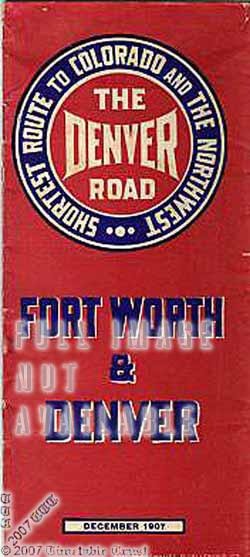 SHORTEST ROUTE TO COLORADO AND THE NORTHWEST
THE
DENVER
ROAD
FORT WORTH
FULL IMAGE
&
NOT
AVAILABLE
DENVER
DECEMBER 1907
© 2007 Timetable